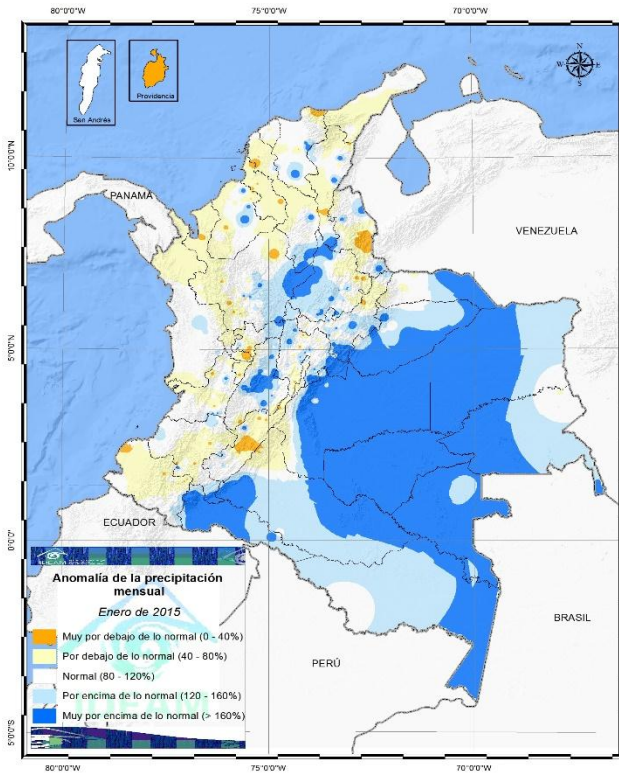 80°0'0"W 75°0'0"W 70°0'0"W
San Andrés
Providencia
N
W E
S
10°0'0"N
PANAMÁ
VENEZUELA
5°0'0"N
ECUADOR
0°0'0"
Anomalía de la precipitación
mensual
Enero de 2015
Muy por debajo de lo normal (0 - 40%)
Por debajo de lo normal (40 - 80%)
Normal (80 - 120%)
Por encima de lo normal (120 - 160%)
Muy por encima de lo normal (> 160%)
IDEAM
BRASIL
PERÚ
5°0'0"S
80°0'0"W 75°0'0"W 70°0'0"W